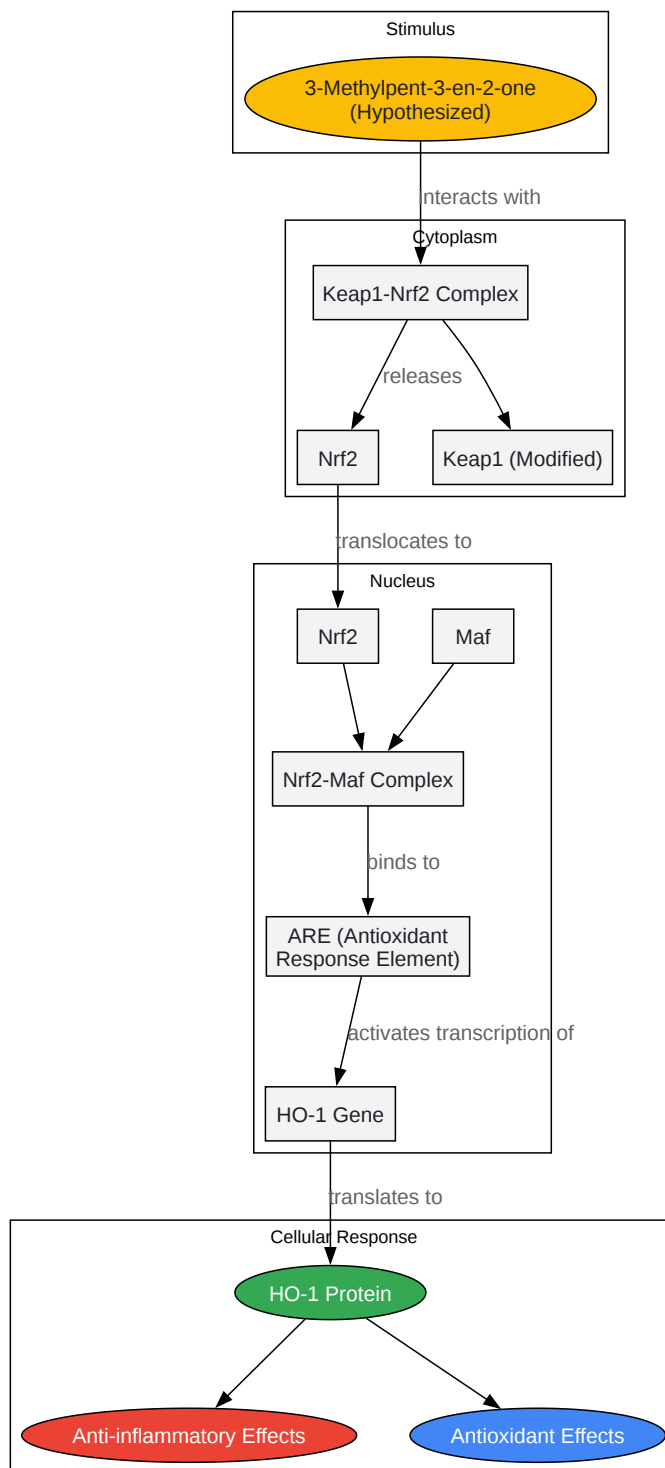 Stimulus
3-Methylpent-3-en-2-one
(Hypothesized)
Interacts with
Cytoplasm
Keap1-Nrf2 Complex
releases
Nrf2
Keap1 (Modified)
translocates to
Nucleus
Nrf2
Maf
Nrf2-Maf Complex
binds to
ARE (Antioxidant
Response Element)
activates transcription of
HO-1 Gene
translates to
Cellular Response
HO-1 Protein
Anti-inflammatory Effects
Antioxidant Effects